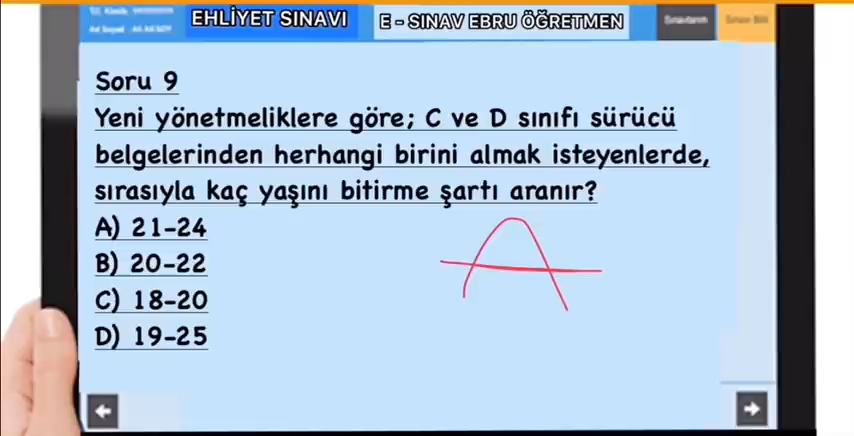 EHLİYET SINAVI
E - SINAV EBRU ÖĞRETMEN
Soru 9
Yeni yönetmeliklere göre; C ve D sınıfı sürücü
belgelerinden herhangi birini almak isteyenlerde,
sırasıyla kaç yaşını bitirme şartı aranır?
A) 21-24
B) 20-22
C) 18-20
D) 19-25
A